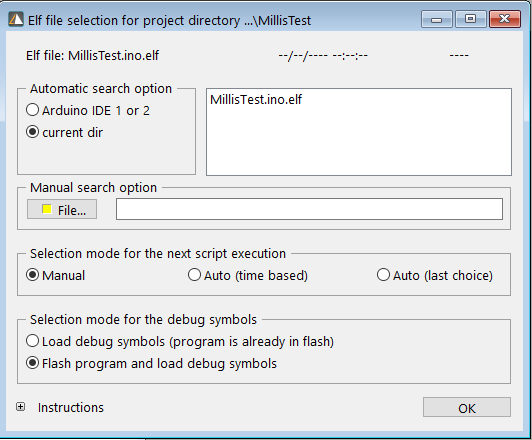 Elf file selection for project directory ...\MillisTest
Elf file: MillisTest.ino.elf --/--/---- --:--:-- ----
Automatic search option
Arduino IDE 1 or 2
current dir
MillisTest.ino.elf
Manual search option
File...
Selection mode for the next script execution
Manual Auto (time based) Auto (last choice)
Selection mode for the debug symbols
Load debug symbols (program is already in flash)
Flash program and load debug symbols
Instructions
OK